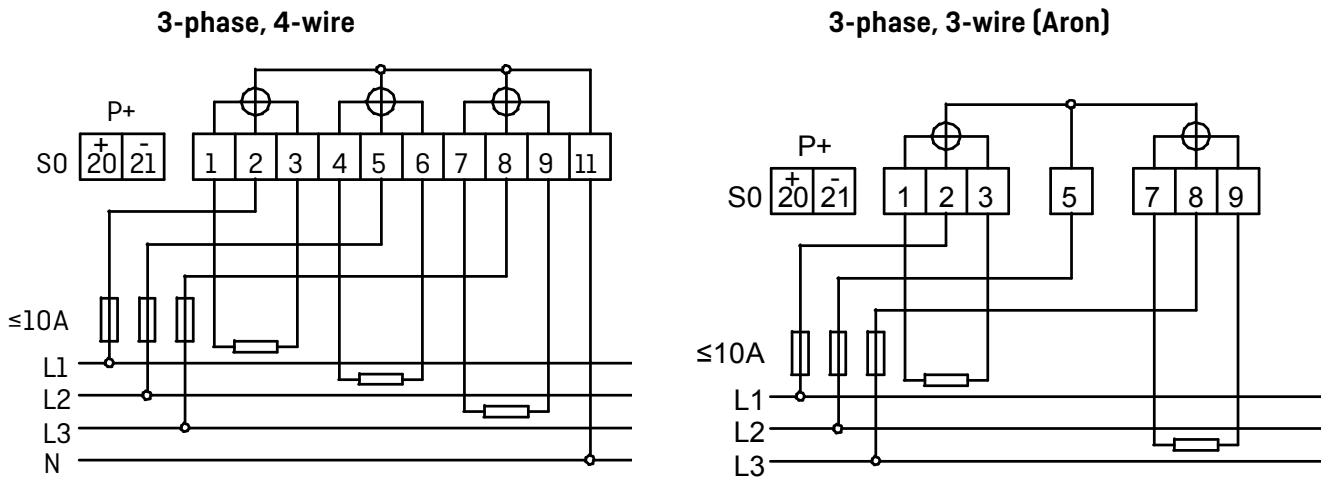 3-phase, 4-wire
P+
+ -
S0 20 21 1 2 3 4 5 6 7 8 9 11
≤10A
L1
L2
L3
N
3-phase, 3-wire (Aron)
P+
+ -
S0 20 21 1 2 3 5 7 8 9
≤10A
L1
L2
L3